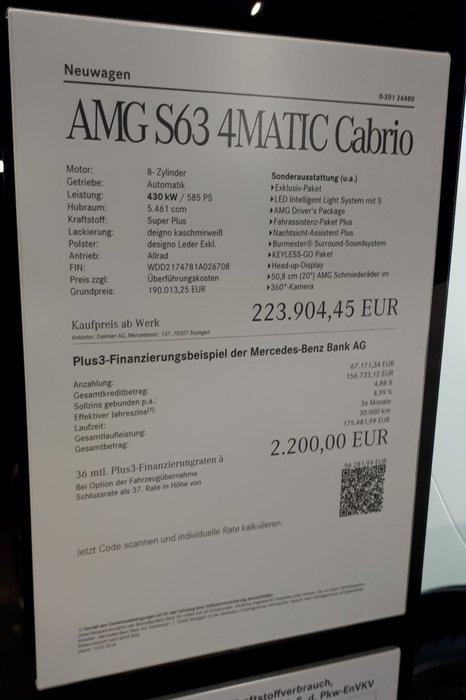 Neuwagen
0-201 26480
AMG S63 4MATIC Cabrio
Motor: 8- Zylinder
Getriebe: Automatik
Leistung: 430 kW / 585 PS
Hubraum: 5.461 ccm
Kraftstoff: Super Plus
Lackierung: deigno kaschmirweiß
Polster: designo Leder Exkl.
Antrieb: Allrad
FIN: WDD2174781A026708
Preis zzgl: Überführungskosten
Grundpreis: 190.013,25 EUR
Sonderausstattung (u.a.)
Exklusiv-Paket
LED Intelligent Light System mit S
AMG Driver's Package
Fahrassistenz-Paket Plus
Nachtsicht-Assistent Plus
Burmester® Surround-Soundsystem
KEYLESS-GO Paket
Head-up-Display
50,8 cm (20") AMG Schmiederäder im
360°-Kamera
Kaufpreis ab Werk 223.904,45 EUR
Anbieter: Daimler AG, Mercedesstr. 137, 70327 Stuttgart
Plus3-Finanzierungsbeispiel der Mercedes-Benz Bank AG
Anzahlung: 67.171,34 EUR
Gesamtkreditbetrag: 156.733,12 EUR
Sollzins gebunden p.a.: 4,88 %
Effektiver Jahreszins[1]: 4,99 %
Laufzeit: 36 Monate
Gesamtlaufleistung: 30.000 km
Gesamtbetrag: 175.481,99 EUR
36 mtl. Plus3-Finanzierungsraten à 2.200,00 EUR
Bei Option der Fahrzeugübernahme
Schlussrate als 37. Rate in Höhe von 96.281,99 EUR
Jetzt Code scannen und individuelle Rate kalkulieren:
d. Pkw-EnVKV